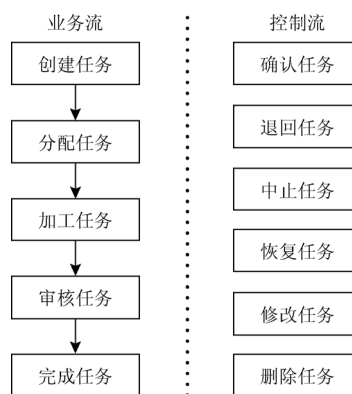 业务流
创建任务
分配任务
加工任务
审核任务
完成任务
控制流
确认任务
退回任务
中止任务
恢复任务
修改任务
删除任务